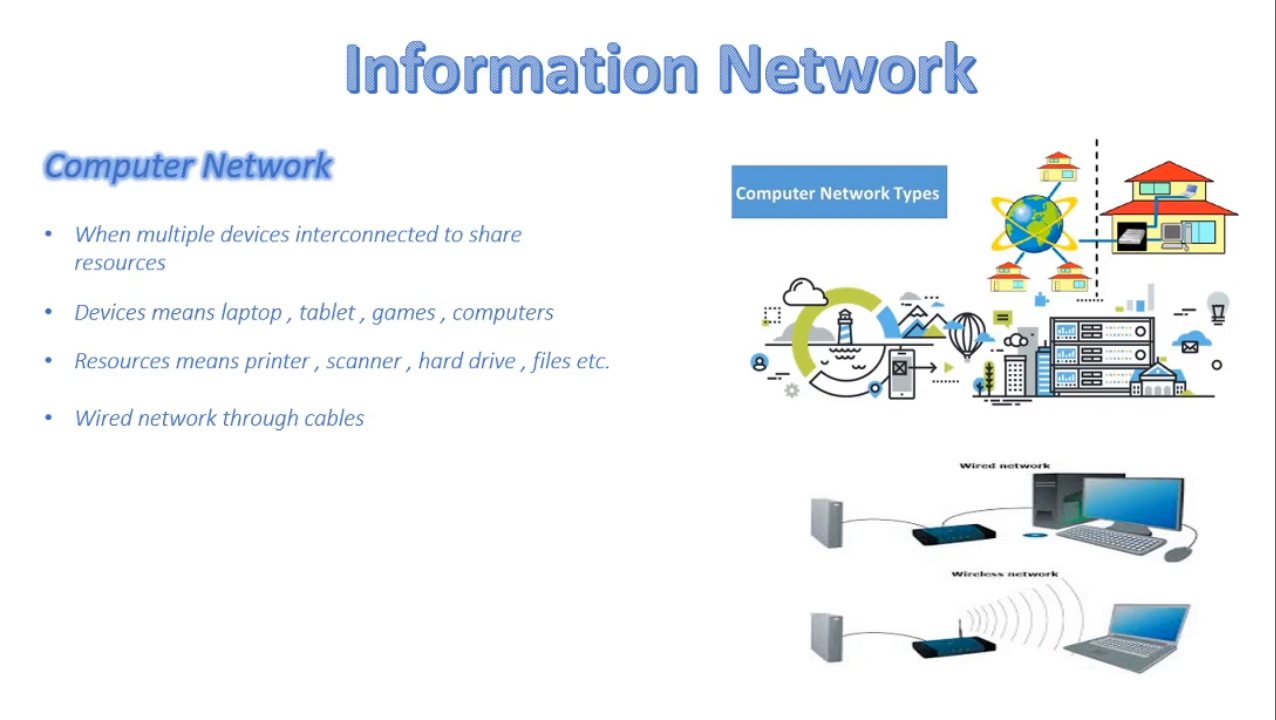 Information Network
Computer Network
• When multiple devices interconnected to share
resources
• Devices means laptop , tablet , games , computers
• Resources means printer , scanner , hard drive , files etc.
• Wired network through cables
Computer Network Types
Wired network
Wireless network